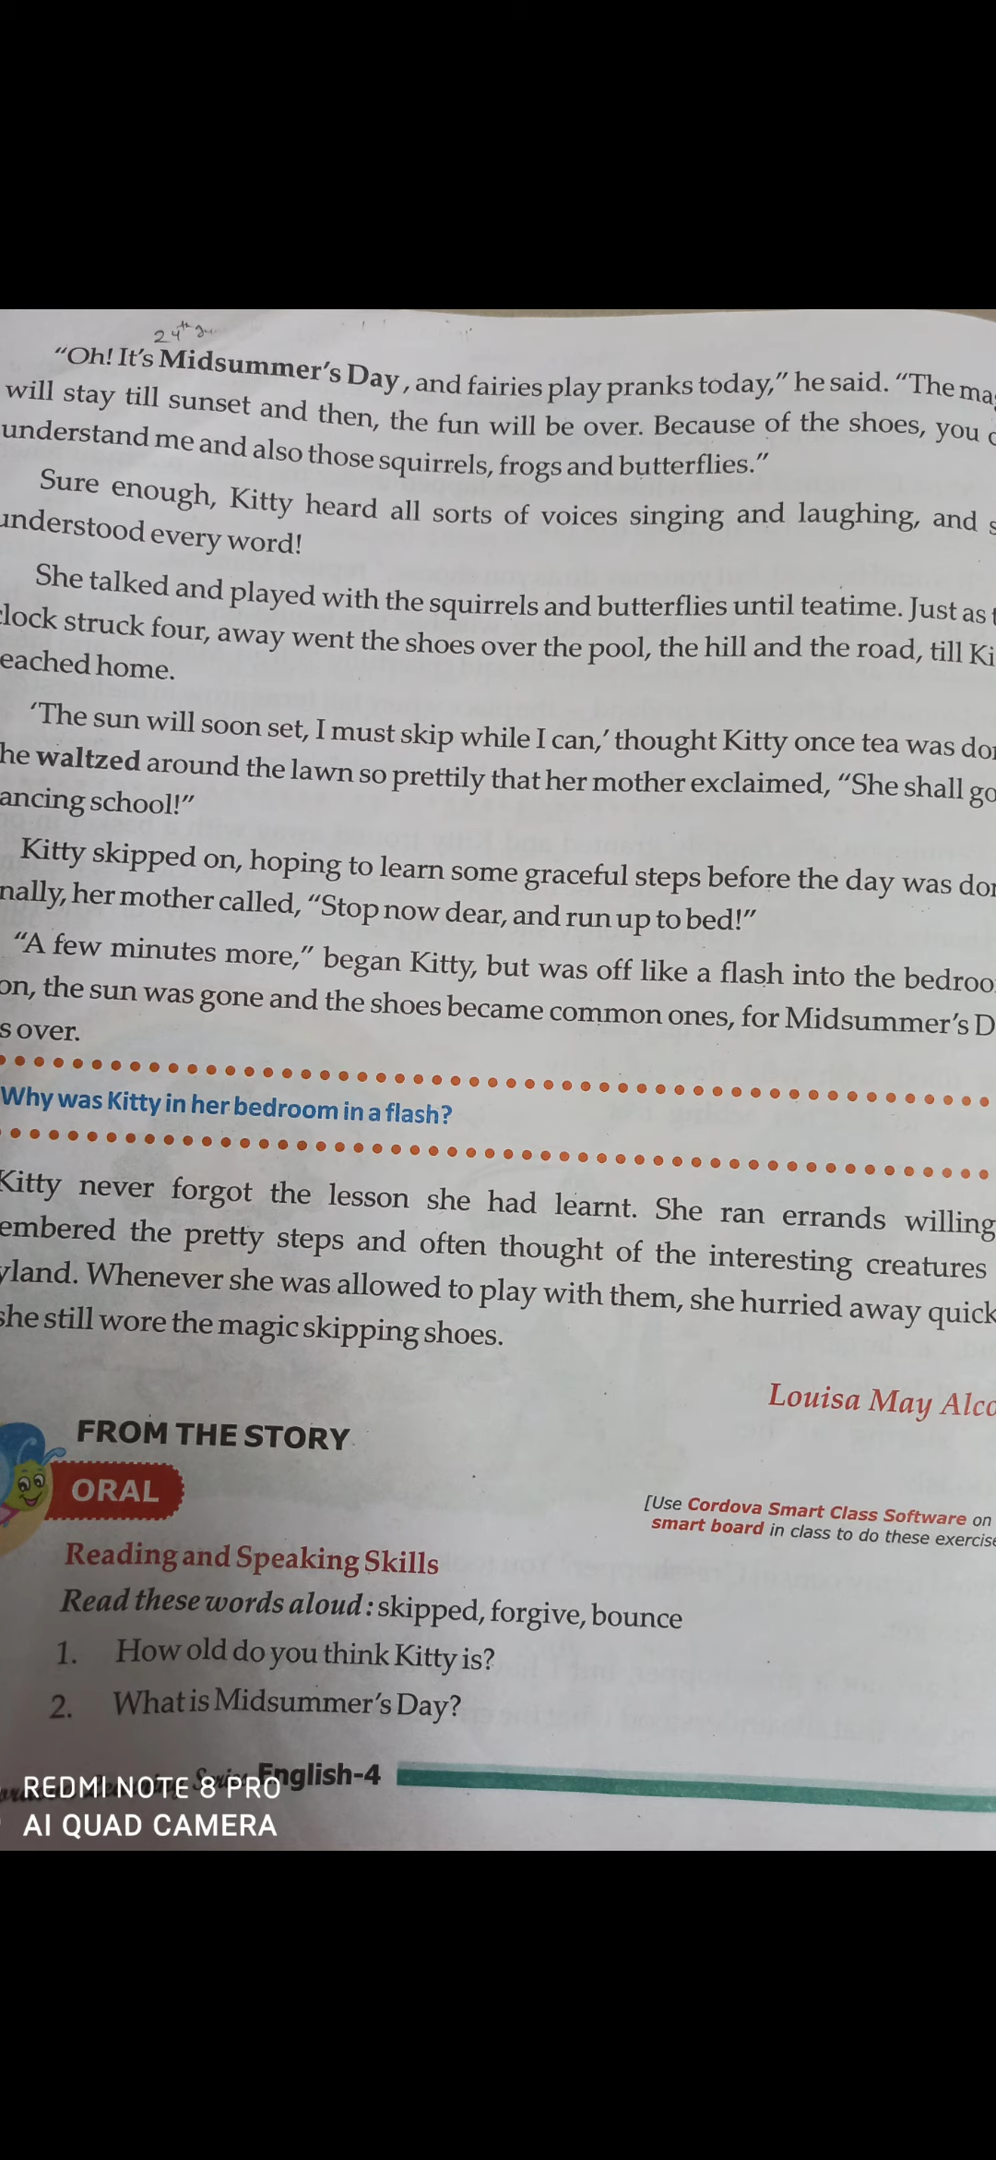 24th
"Oh! It's Midsummer's Day, and fairies play pranks today," he said. "The
will stay till sunset and then, the fun will be over. Because of the shoes, you
understand me and also those squirrels, frogs and butterflies."
Sure enough, Kitty heard all sorts of voices singing and laughing, and
understood every word!
She talked and played with the squirrels and butterflies until teatime. Just as
clock struck four, away went the shoes over the pool, the hill and the road, till
eached home.
'The sun will soon set, I must skip while I can,' thought Kitty once tea was
he waltzed around the lawn so prettily that her mother exclaimed, "She shall go
ancing school!"
Kitty skipped on, hoping to learn some graceful steps before the day was
nally, her mother called, "Stop now dear, and run up to bed!"
"A few minutes more," began Kitty, but was off like a flash into the bedroo
on, the sun was gone and the shoes became common ones, for Midsummer's D
s over.
Why was Kitty in her bedroom in a flash?
Kitty never forgot the lesson she had learnt. She ran errands willing
embered the pretty steps and often thought of the interesting creatures
yland. Whenever she was allowed to play with them, she hurried away quick
she still wore the magic skipping shoes.
Louisa May Alco
FROM THE STORY
ORAL
[Use Cordova Smart Class Software on
smart board in class to do these exercise
Reading and Speaking Skills
Read these words aloud : skipped, forgive, bounce
1. How old do you think Kitty is?
2. What is Midsummer's Day?
English-4
REDMI NOTE 8 PRO
AI QUAD CAMERA